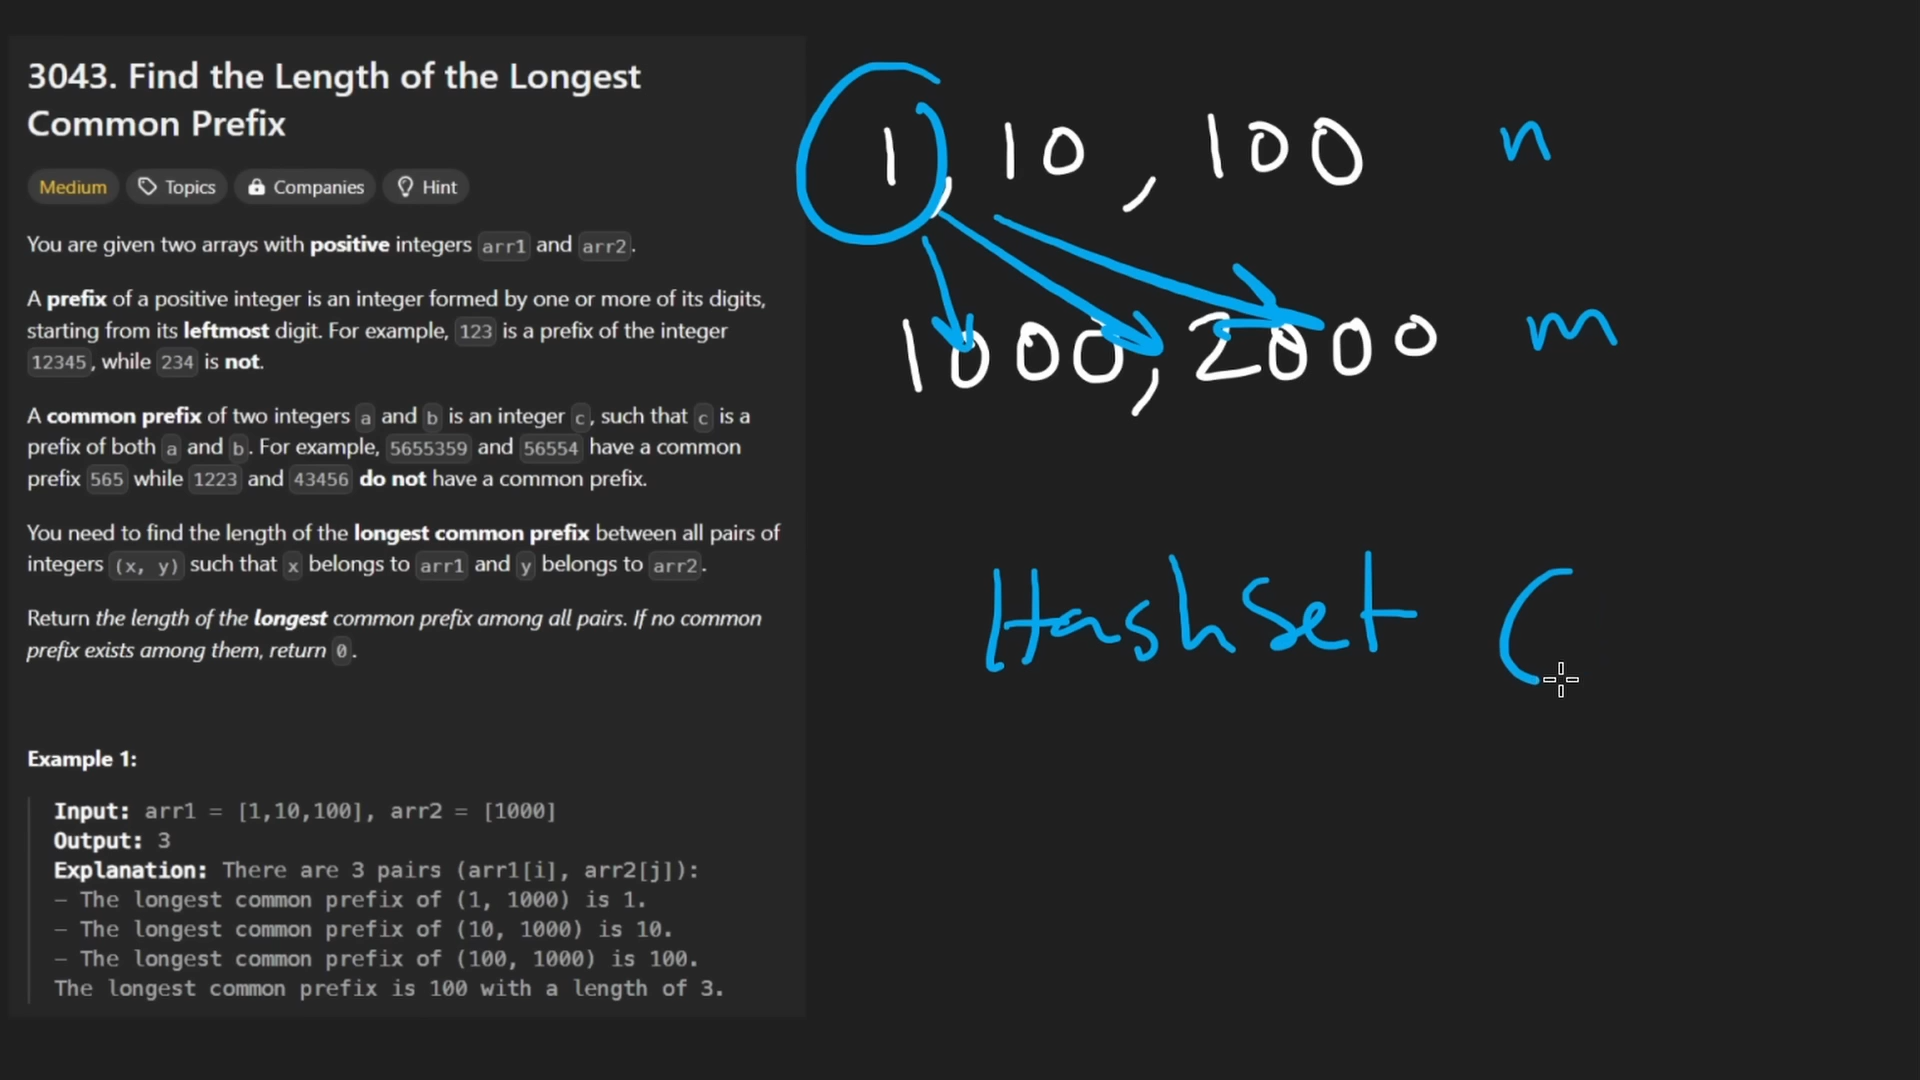 3043. Find the Length of the Longest
Common Prefix
Medium Topics Companies Hint
You are given two arrays with positive integers arr1 and arr2.
A prefix of a positive integer is an integer formed by one or more of its digits,
starting from its leftmost digit. For example, 123 is a prefix of the integer
12345, while 234 is not.
A common prefix of two integers a and b is an integer c, such that c is a
prefix of both a and b. For example, 5655359 and 56554 have a common
prefix 565 while 1223 and 43456 do not have a common prefix.
You need to find the length of the longest common prefix between all pairs of
integers (x, y) such that x belongs to arr1 and y belongs to arr2.
Return the length of the longest common prefix among all pairs. If no common
prefix exists among them, return 0.
Example 1:
Input: arr1 = [1,10,100], arr2 = [1000]
Output: 3
Explanation: There are 3 pairs (arr1[i], arr2[j]):
- The longest common prefix of (1, 1000) is 1.
- The longest common prefix of (10, 1000) is 10.
- The longest common prefix of (100, 1000) is 100.
The longest common prefix is 100 with a length of 3.
1, 10, 100 n
1000, 2000 m
HashSet (